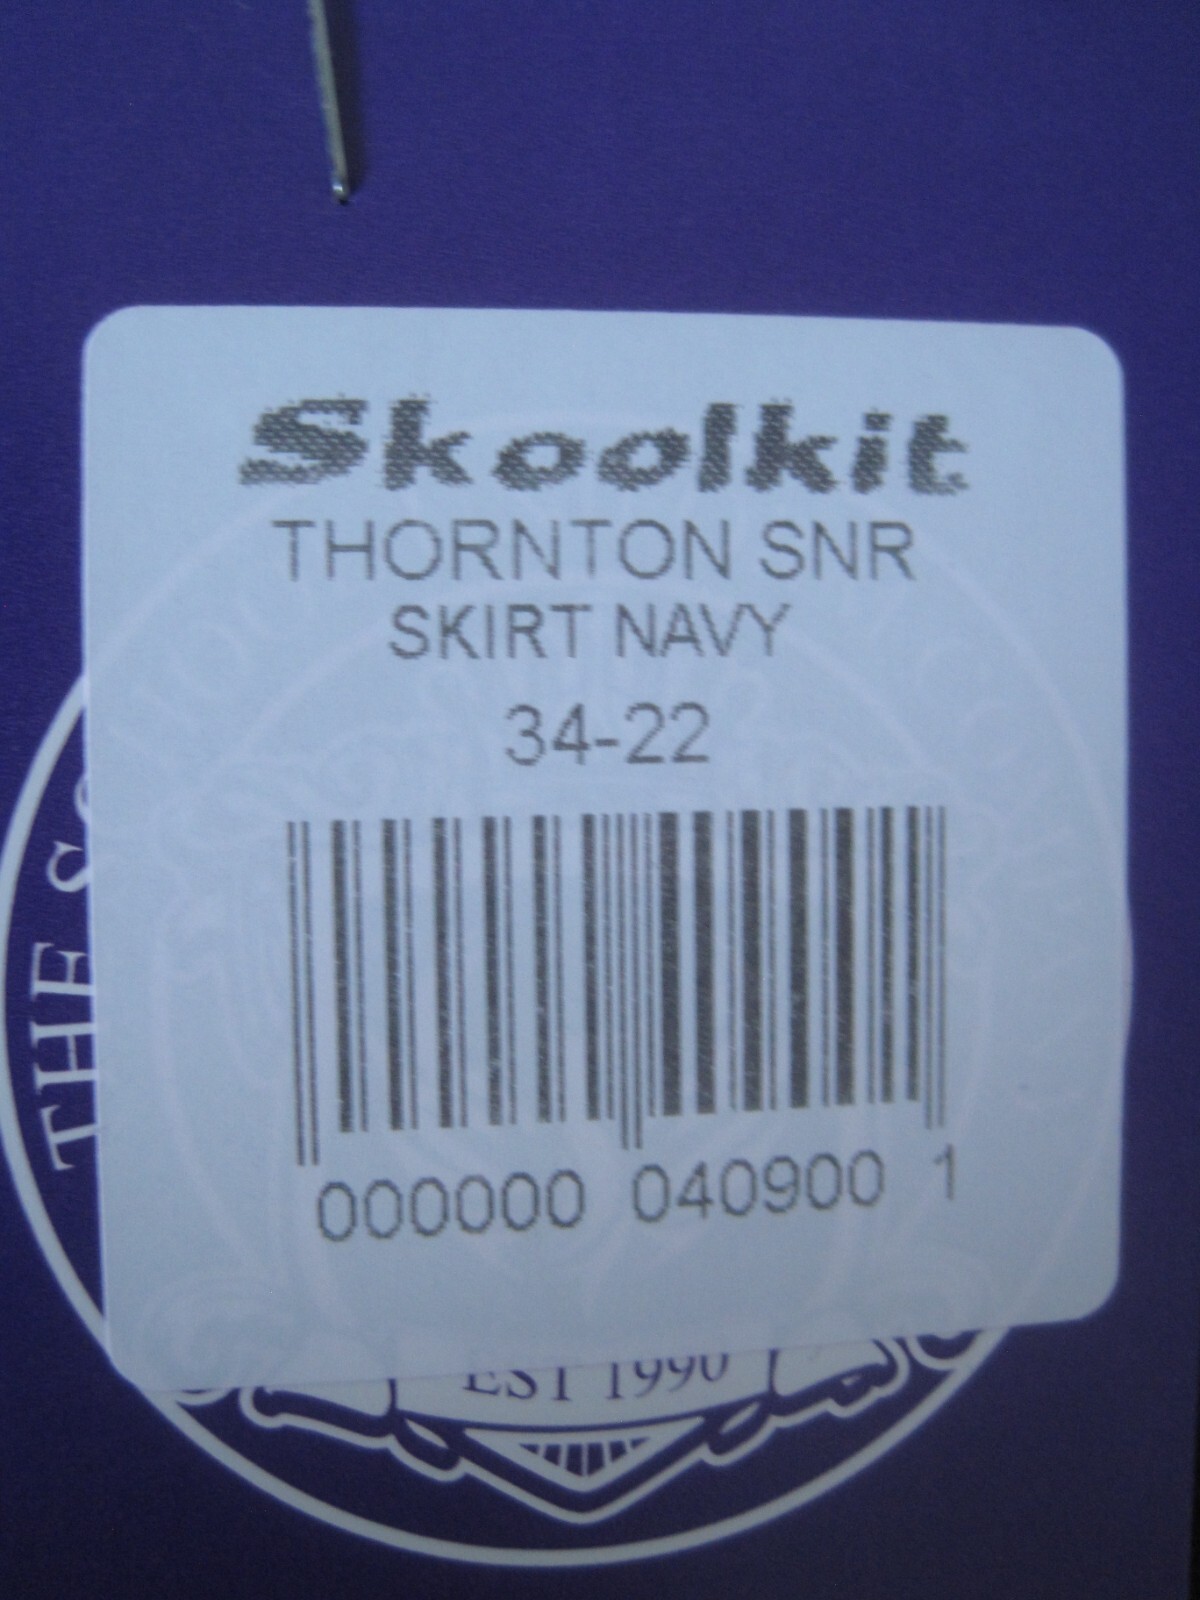 Skoolkit
THORNTON SNR
SKIRT NAVY
34-22
000000 040900 1
THE
EST 1990